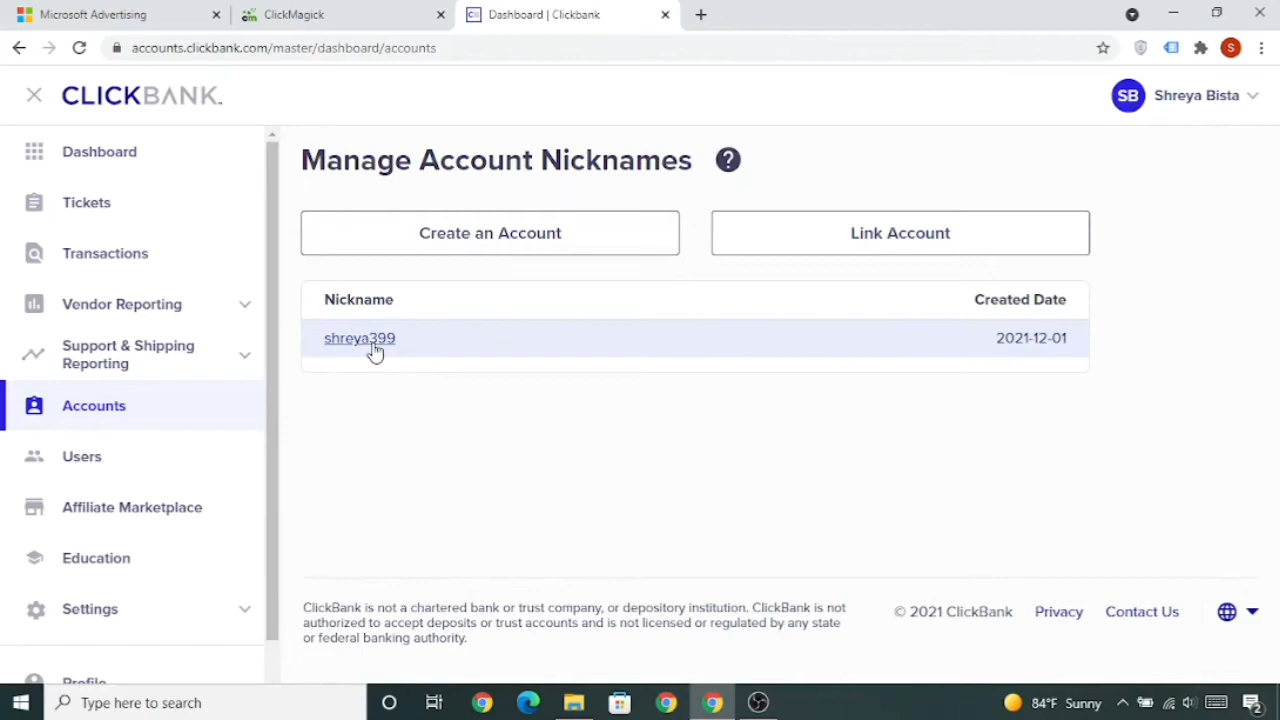 Microsoft Advertising
ClickMagick
Dashboard | Clickbank
accounts.clickbank.com/master/dashboard/accounts
S
CLICKBANK.
SB
Shreya Bista
Dashboard
Tickets
Transactions
Vendor Reporting
Support & Shipping
Reporting
Accounts
Users
Affiliate Marketplace
Education
Settings
Profile
Manage Account Nicknames ?
Create an Account
Link Account
Nickname Created Date
shreya399 2021-12-01
ClickBank is not a chartered bank or trust company, or depository institution. ClickBank is not
authorized to accept deposits or trust accounts and is not licensed or regulated by any state
or federal banking authority.
© 2021 ClickBank Privacy Contact Us
Type here to search
84°F Sunny
2